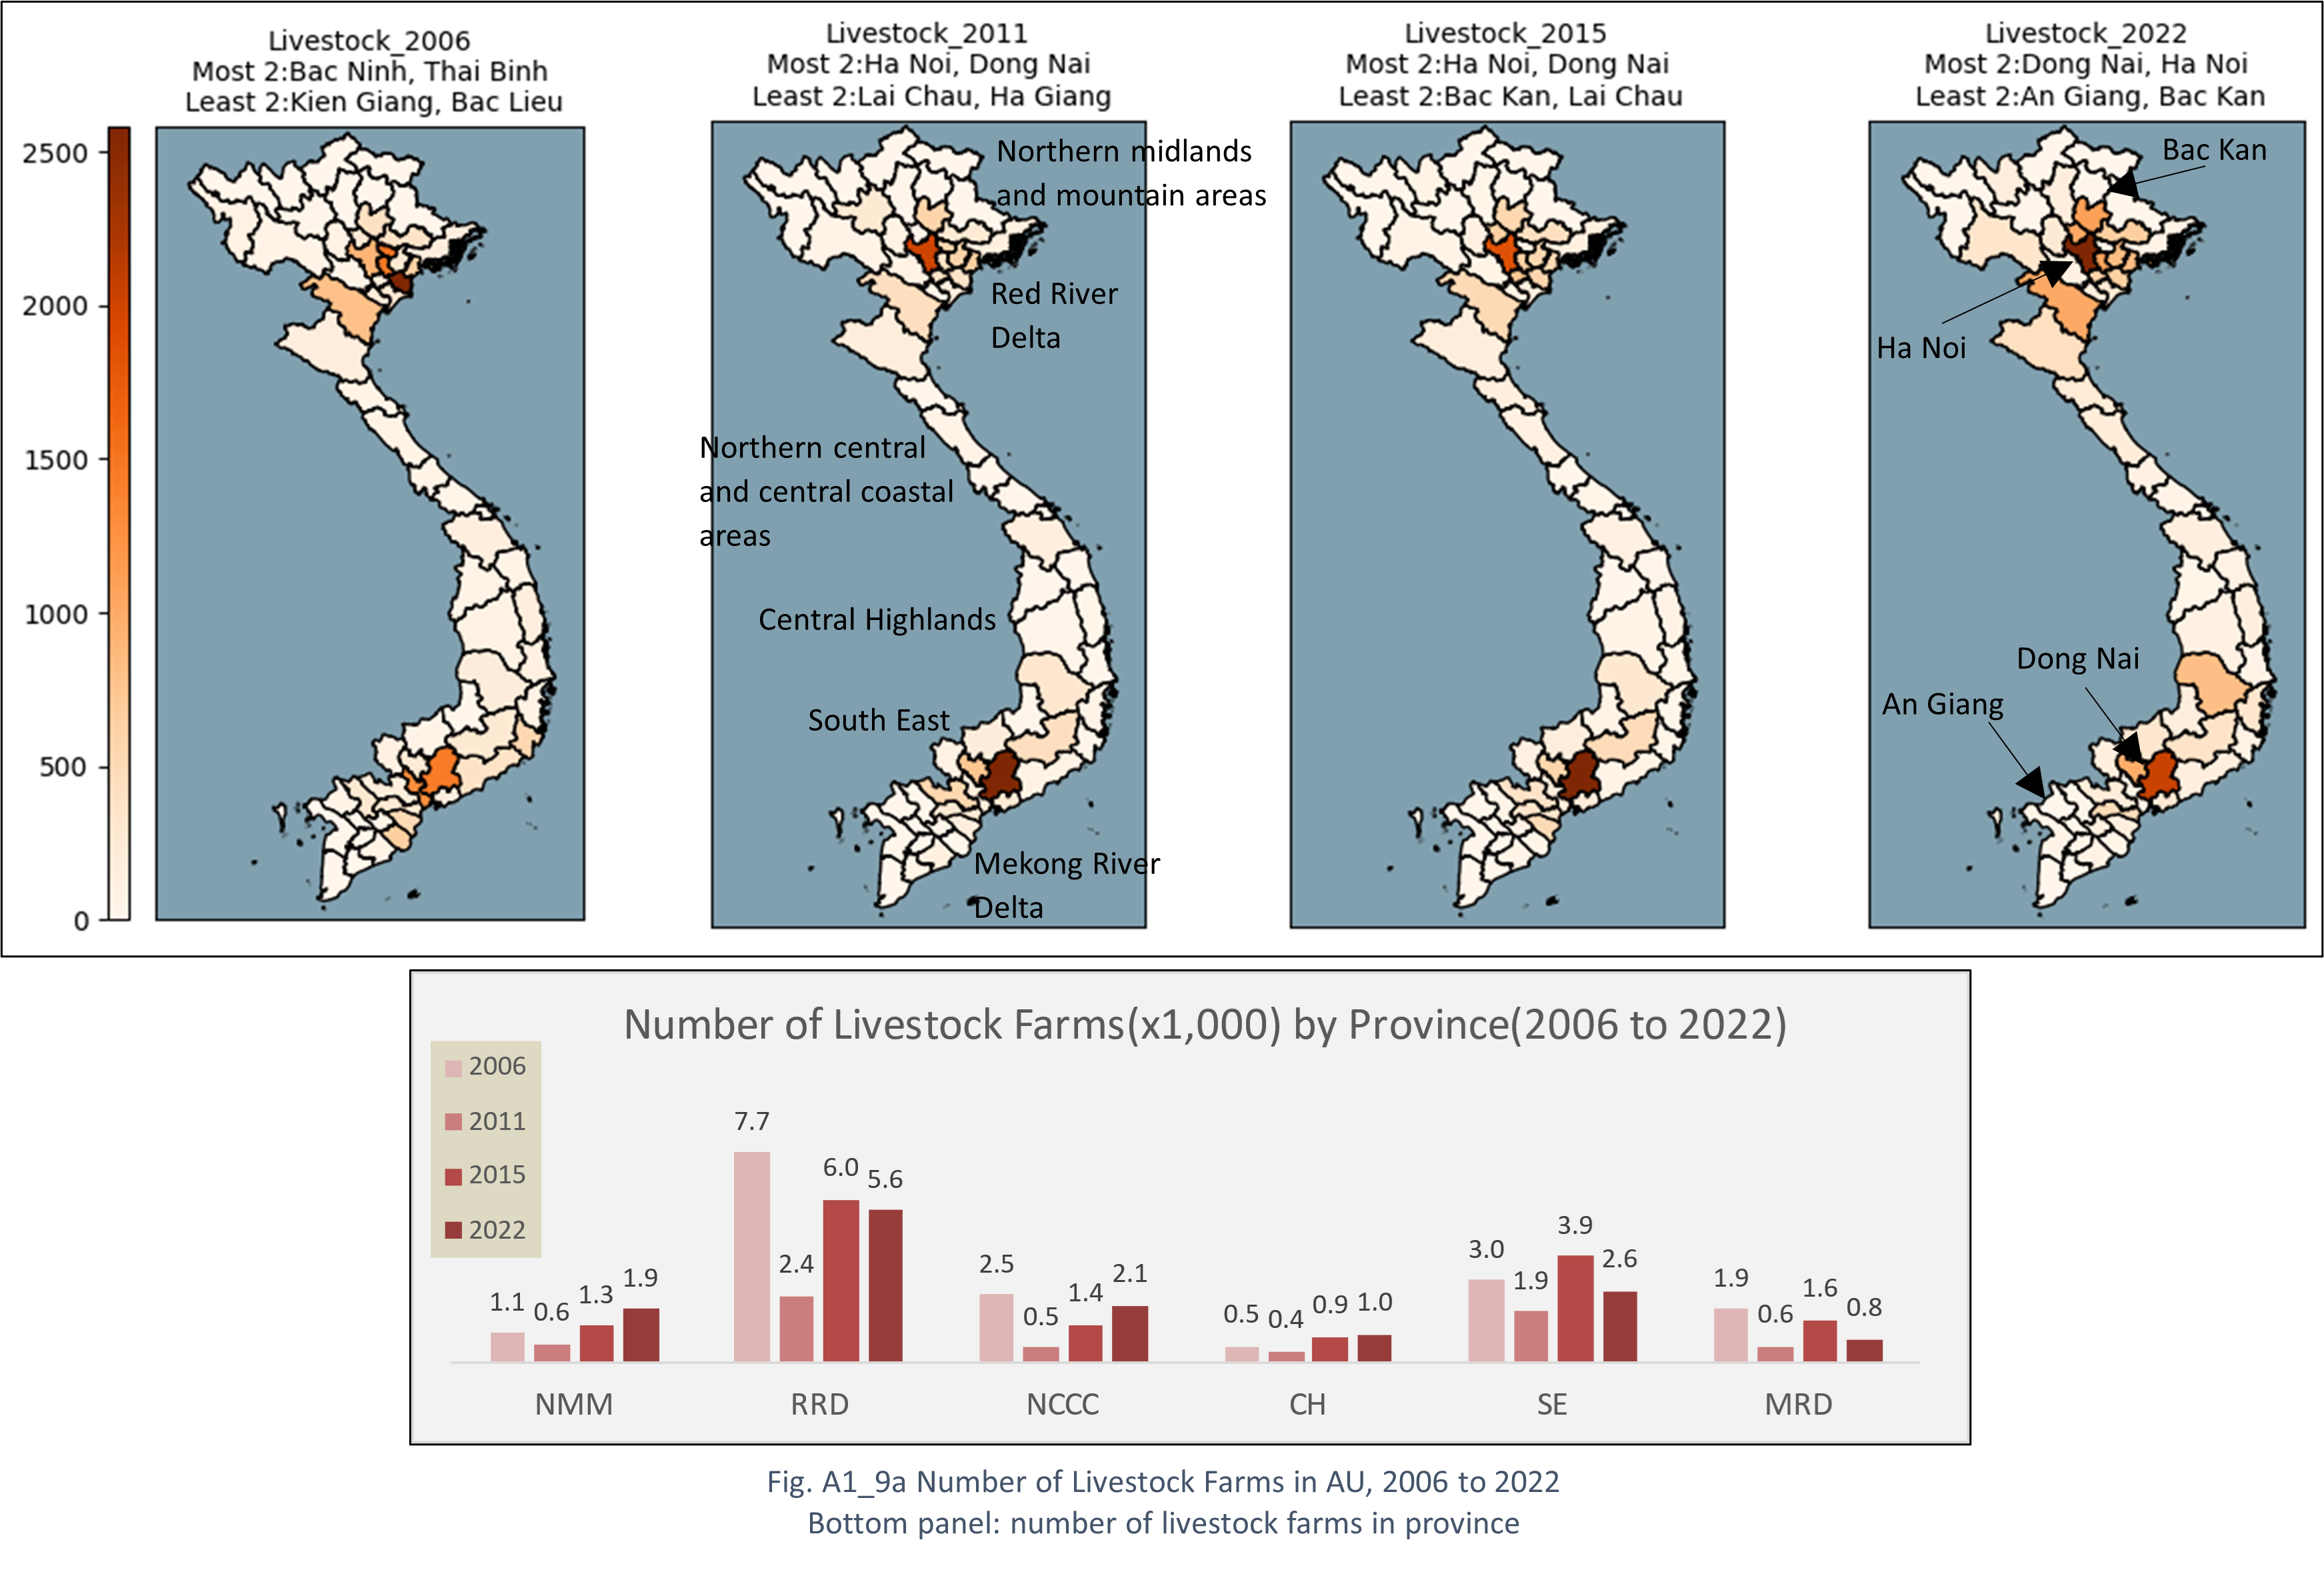 Livestock_2006
Most 2:Bac Ninh, Thai Binh
Least 2:Kien Giang, Bac Lieu
Livestock_2011
Most 2:Ha Noi, Dong Nai
Least 2:Lai Chau, Ha Giang
Livestock_2015
Most 2:Ha Noi, Dong Nai
Least 2:Bac Kan, Lai Chau
Livestock_2022
Most 2:Dong Nai, Ha Noi
Least 2:An Giang, Bac Kan
2500
2000
1500
1000
500
0
Northern midlands
and mountain areas
Red River
Delta
Northern central
and central coastal
areas
Central Highlands
South East
Mekong River
Delta
Bac Kan
Ha Noi
Dong Nai
An Giang
Number of Livestock Farms(x1,000) by Province(2006 to 2022)
2006
2011
2015
2022
1.1 0.6 1.3 1.9
7.7 2.4 6.0 5.6
2.5 0.5 1.4 2.1
0.5 0.4 0.9 1.0
3.0 1.9 3.9 2.6
1.9 0.6 1.6 0.8
NMM RRD NCCC CH SE MRD
Fig. A1_9a Number of Livestock Farms in AU, 2006 to 2022
Bottom panel: number of livestock farms in province